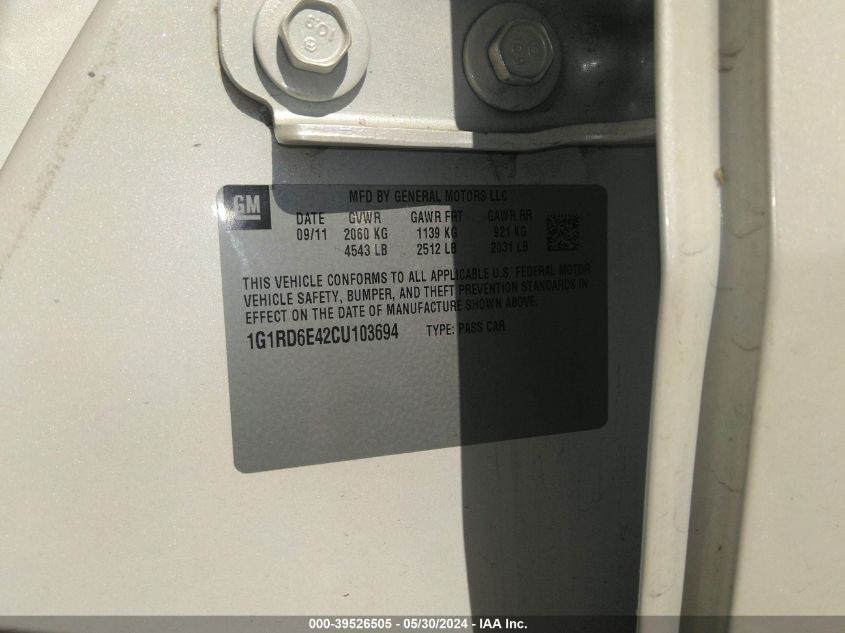 10.9
GM
MFD BY GENERAL MOTORS LLC
DATE GVWR GAWR FRT GAWR RR
09/11 2060 KG 1139 KG 921 KG
4543 LB 2512 LB 2031 LB
THIS VEHICLE CONFORMS TO ALL APPLICABLE U.S. FEDERAL MOTOR
VEHICLE SAFETY, BUMPER, AND THEFT PREVENTION STANDARDS IN
EFFECT ON THE DATE OF MANUFACTURE SHOWN ABOVE.
1G1RD6E42CU103694 TYPE: PASS CAR
000-39526505 / 05/30/2024 - IAA Inc.